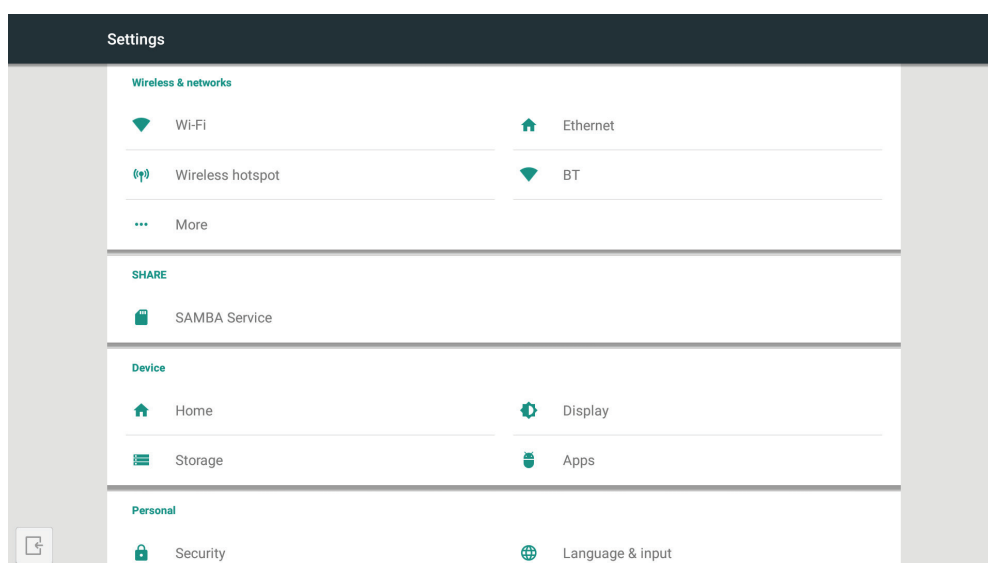 Settings
Wireless & networks
Wi-Fi
Ethernet
Wireless hotspot
BT
More
SHARE
SAMBA Service
Device
Home
Display
Storage
Apps
Personal
Security
Language & input